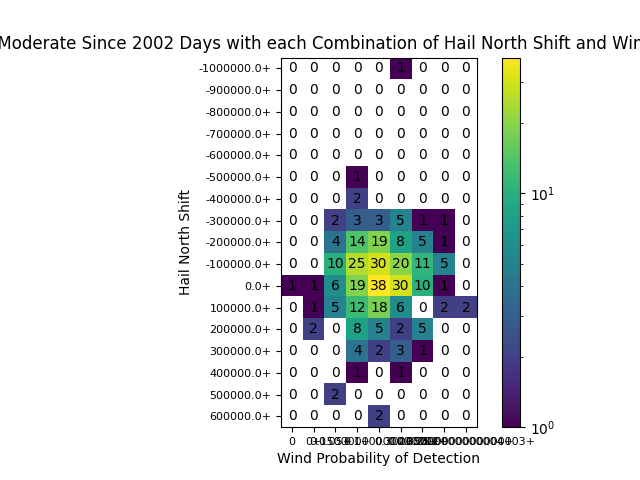 Moderate Since 2002 Days with each Combination of Hail North Shift and Win
-1000000.0+ 0 0 0 0 0 1 0 0 0
-900000.0+ 0 0 0 0 0 0 0 0 0
-800000.0+ 0 0 0 0 0 0 0 0 0
-700000.0+ 0 0 0 0 0 0 0 0 0
-600000.0+ 0 0 0 0 0 0 0 0 0
-500000.0+ 0 0 0 1 0 0 0 0 0
-400000.0+ 0 0 0 2 0 0 0 0 0
-300000.0+ 0 0 2 3 3 5 1 1 0
-200000.0+ 0 0 4 14 19 8 5 1 0
-100000.0+ 0 0 10 25 30 20 11 5 0
0.0+ 1 1 6 19 38 30 10 1 0
100000.0+ 0 1 5 12 18 6 0 2 2
200000.0+ 0 2 0 8 5 2 5 0 0
300000.0+ 0 0 0 4 2 3 1 0 0
400000.0+ 0 0 0 1 0 1 0 0 0
500000.0+ 0 0 2 0 0 0 0 0 0
600000.0+ 0 0 0 0 2 0 0 0 0
0
Wind Probability of Detection
Hail North Shift
10^1
10^0